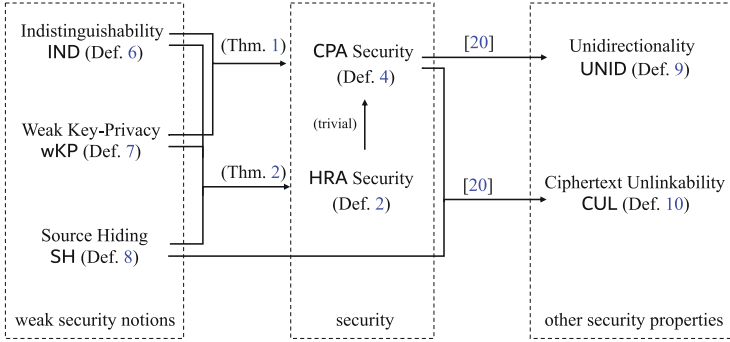 Indistinguishability
IND (Def. 6)
Weak Key-Privacy
wKP (Def. 7)
Source Hiding
SH (Def. 8)
weak security notions
(Thm. 1)
(Thm. 2)
CPA Security
(Def. 4)
(trivial)
HRA Security
(Def. 2)
security
[20]
[20]
Unidirectionality
UNID (Def. 9)
Ciphertext Unlinkability
CUL (Def. 10)
other security properties